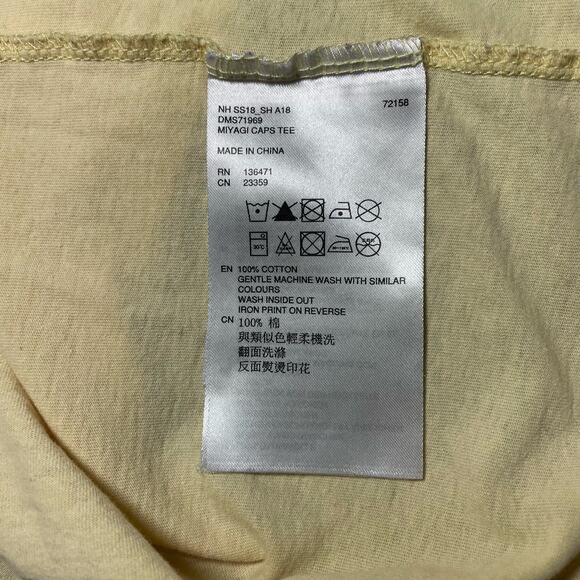 NH SS18_SH A18 72158
DMS71969
MIYAGI CAPS TEE
MADE IN CHINA
RN 136471
CN 23359
30°C
EN 100% COTTON
GENTLE MACHINE WASH WITH SIMILAR
COLOURS
WASH INSIDE OUT
IRON PRINT ON REVERSE
CN 100% 棉
與類似色輕柔機洗
翻面洗滌
反面熨燙印花